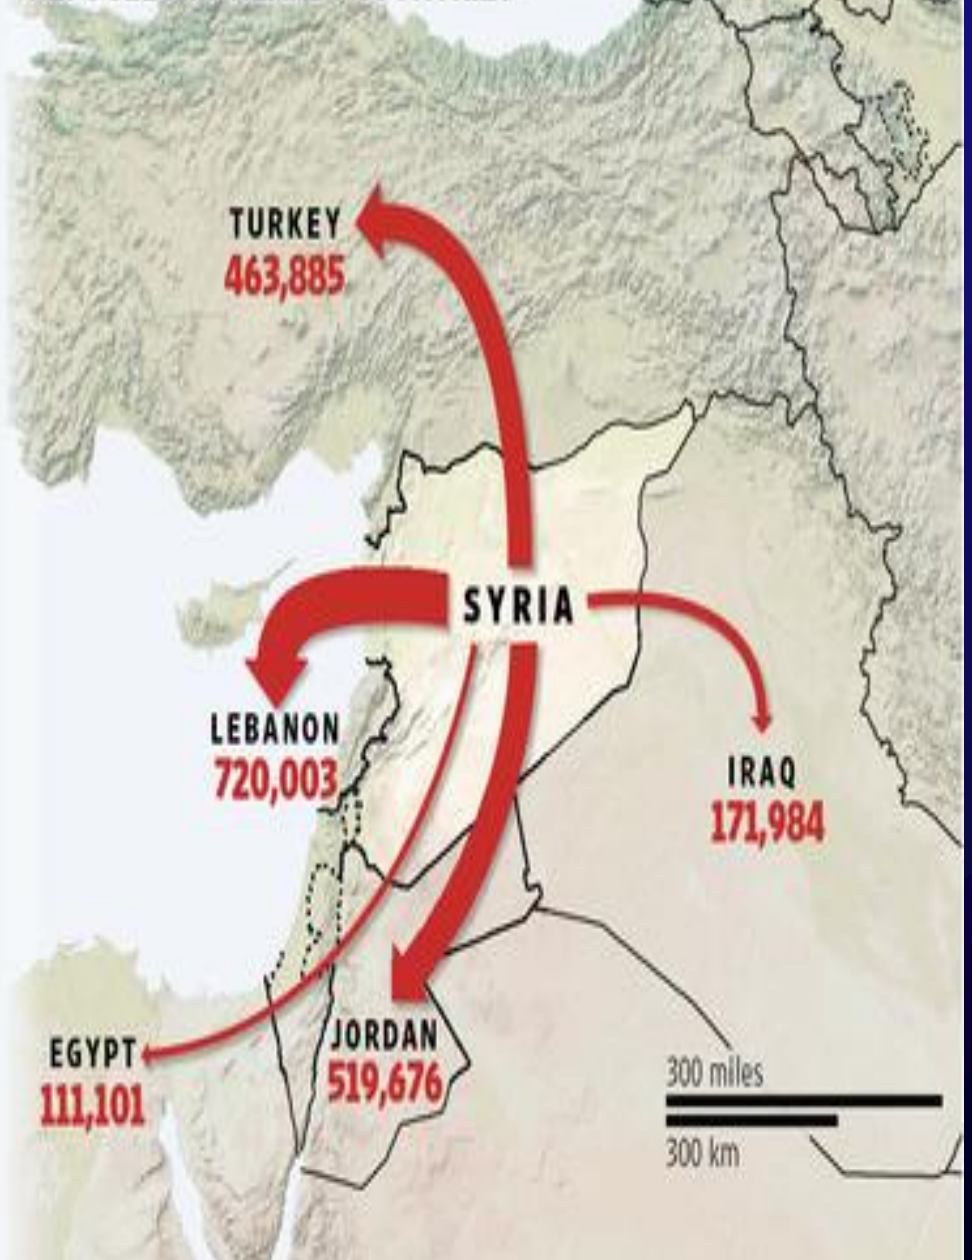 TURKEY
463,885
SYRIA
LEBANON
720,003
IRAQ
171,984
JORDAN
519,676
EGYPT
111,101
300 miles
300 km